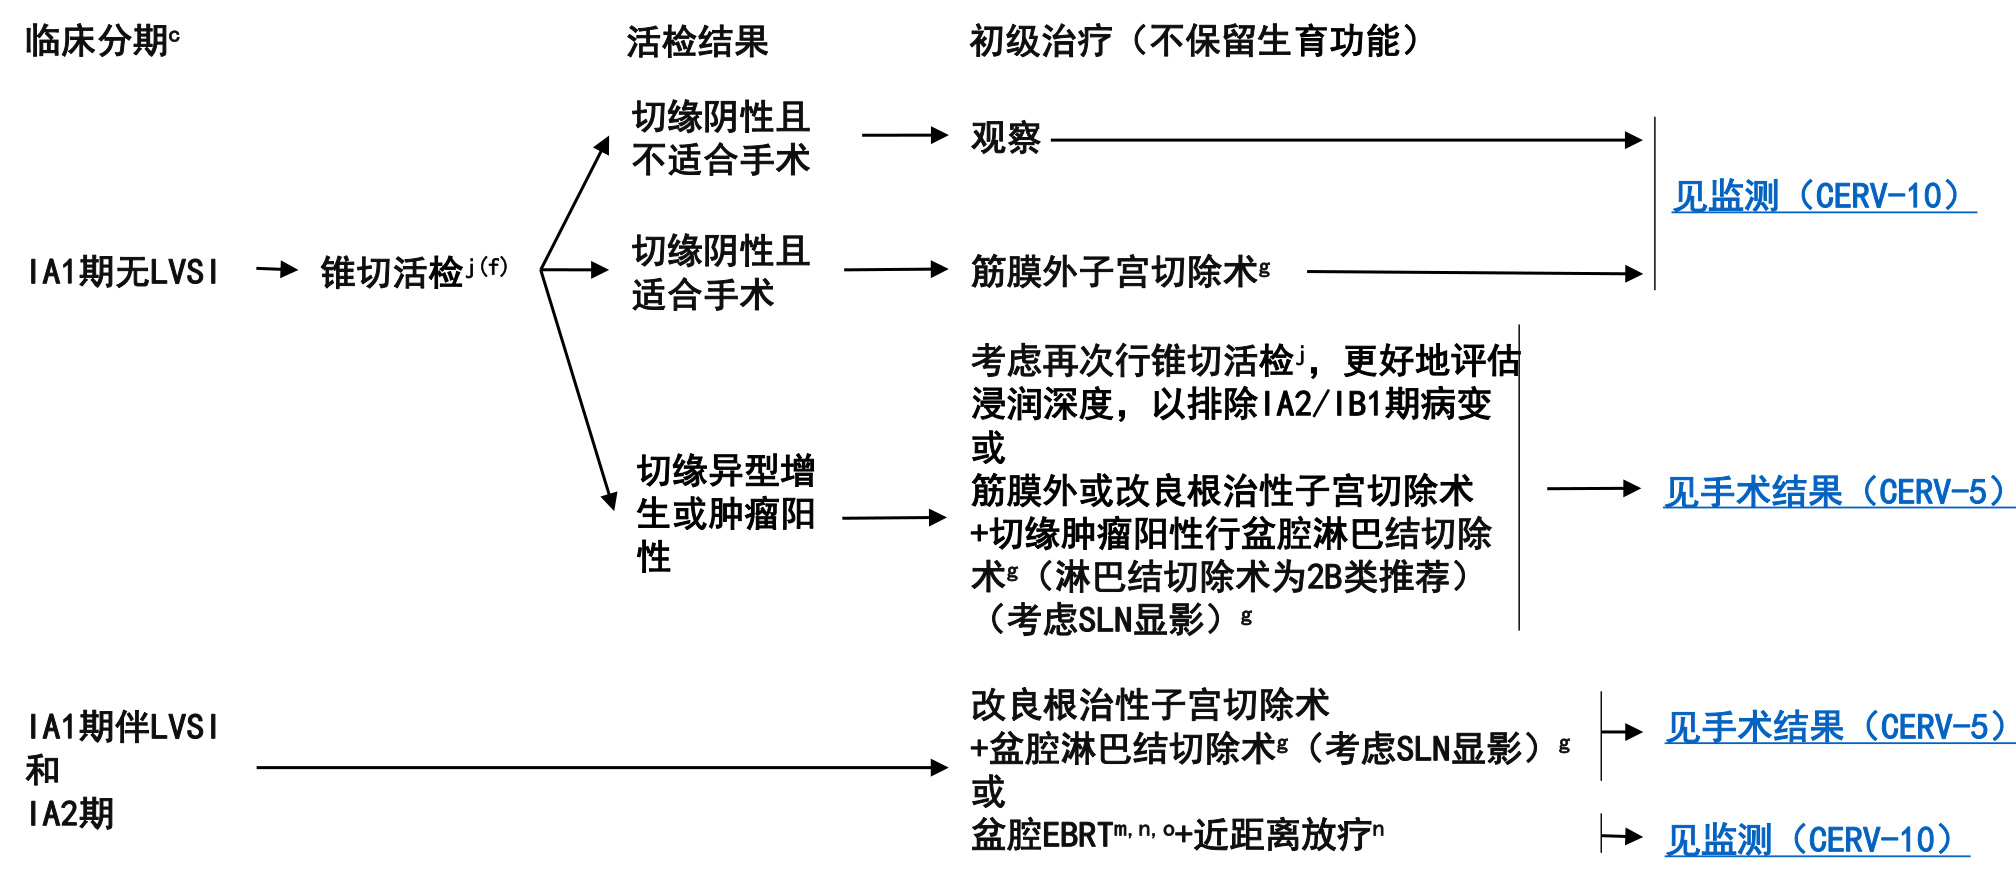 临床分期c
活检结果
初级治疗（不保留生育功能）
切缘阴性且
不适合手术
观察
见监测（CERV-10）
IA1期无LVSI
锥切活检j(f)
切缘阴性且
适合手术
筋膜外子宫切除术g
切缘异型增
生或肿瘤阳
性
考虑再次行锥切活检j，更好地评估
浸润深度，以排除IA2/IB1期病变
或
筋膜外或改良根治性子宫切除术
+切缘肿瘤阳性行盆腔淋巴结切除
术g（淋巴结切除术为2B类推荐）
（考虑SLN显影）g
见手术结果（CERV-5）
IA1期伴LVSI
和
IA2期
改良根治性子宫切除术
+盆腔淋巴结切除术g（考虑SLN显影）g
或
盆腔EBRTm,n,o+近距离放疗n
见手术结果（CERV-5）
见监测（CERV-10）